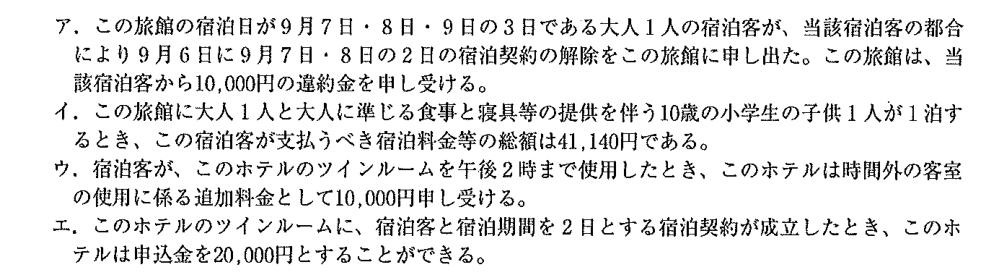 ア．この旅館の宿泊日が９月７日・８日・９日の３日である大人１人の宿泊客が、当該宿泊客の都合
により９月６日に９月７日・８日の２日の宿泊契約の解除をこの旅館に申し出た。この旅館は、当
該宿泊客から10,000円の違約金を申し受ける。
イ．この旅館に大人１人と大人に準じる食事と寝具等の提供を伴う10歳の小学生の子供１人が１泊す
るとき、この宿泊客が支払うべき宿泊料金等の総額は41,140円である。
ウ．宿泊客が、このホテルのツインルームを午後２時まで使用したとき、このホテルは時間外の客室
の使用に係る追加料金として10,000円申し受ける。
エ．このホテルのツインルームに、宿泊客と宿泊期間を２日とする宿泊契約が成立したとき、このホ
テルは申込金を20,000円とすることができる。